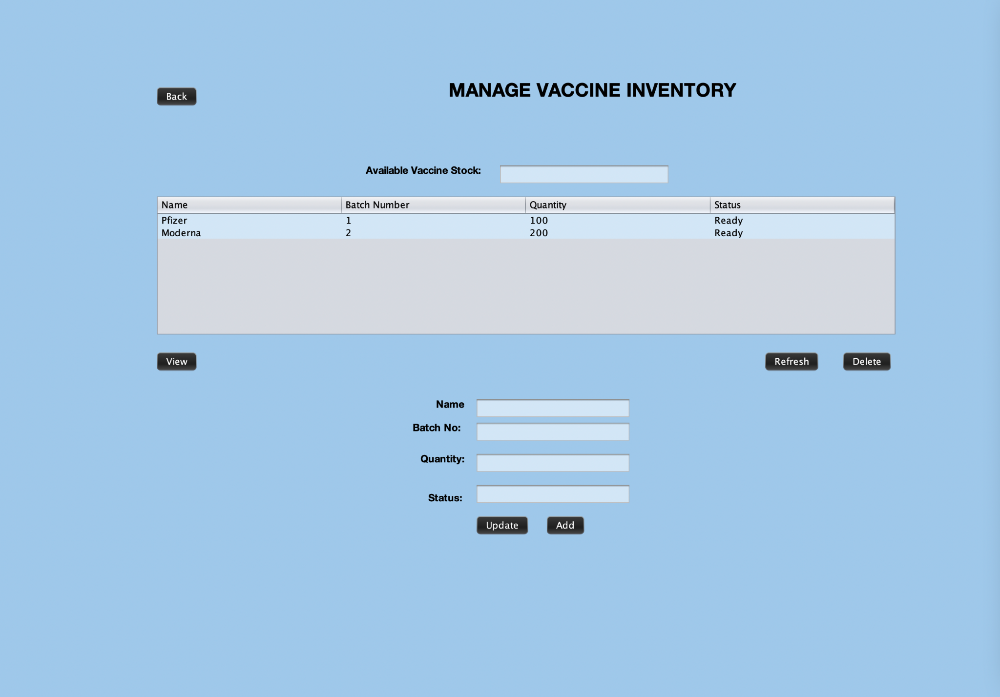 Back
MANAGE VACCINE INVENTORY
Available Vaccine Stock:
Name Batch Number Quantity Status
Pfizer 1 100 Ready
Moderna 2 200 Ready
View Refresh Delete
Name
Batch No:
Quantity:
Status:
Update Add